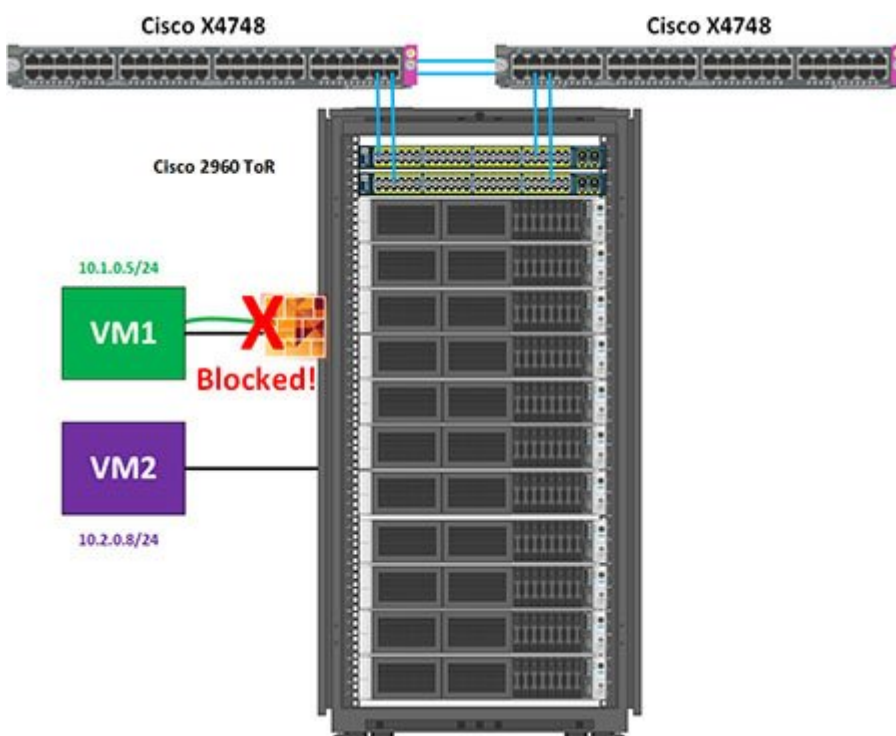 Cisco X4748
Cisco X4748
Cisco 2960 ToR
10.1.0.5/24
VM1
X
Blocked!
VM2
10.2.0.8/24